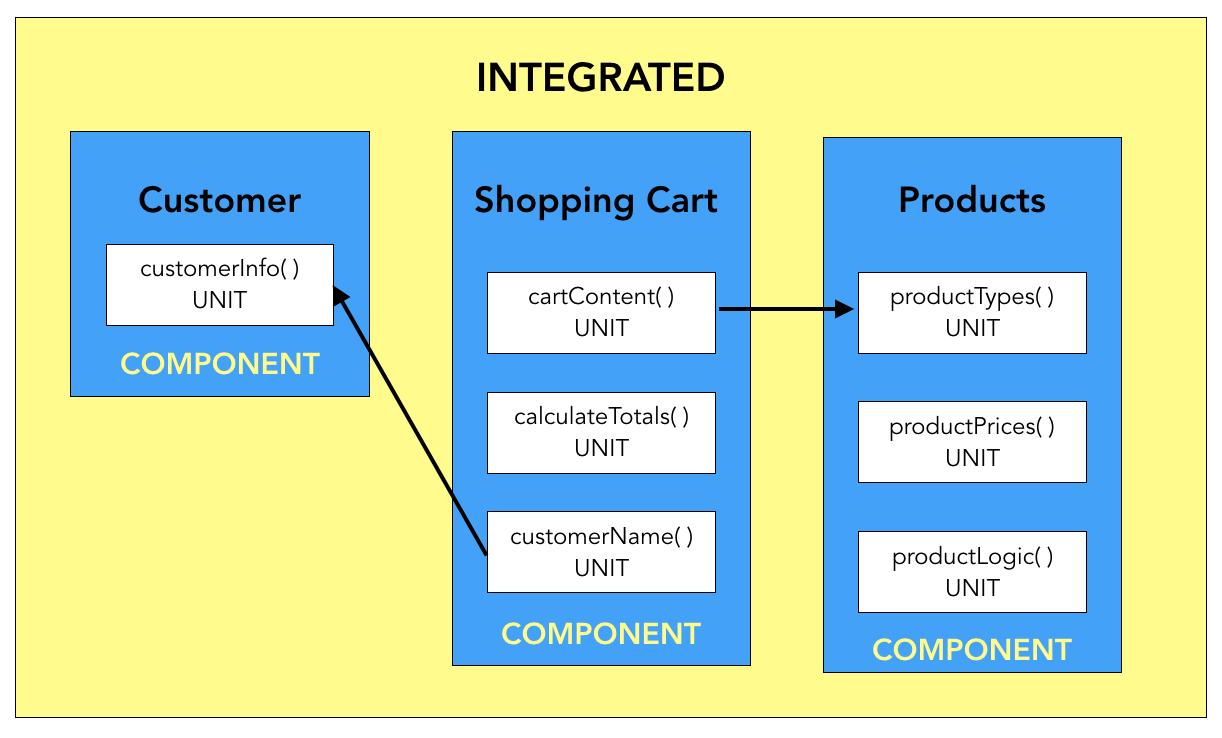 INTEGRATED
Customer
customerInfo( )
UNIT
COMPONENT
Shopping Cart
cartContent( )
UNIT
calculateTotals( )
UNIT
customerName( )
UNIT
COMPONENT
Products
productTypes( )
UNIT
productPrices( )
UNIT
productLogic( )
UNIT
COMPONENT